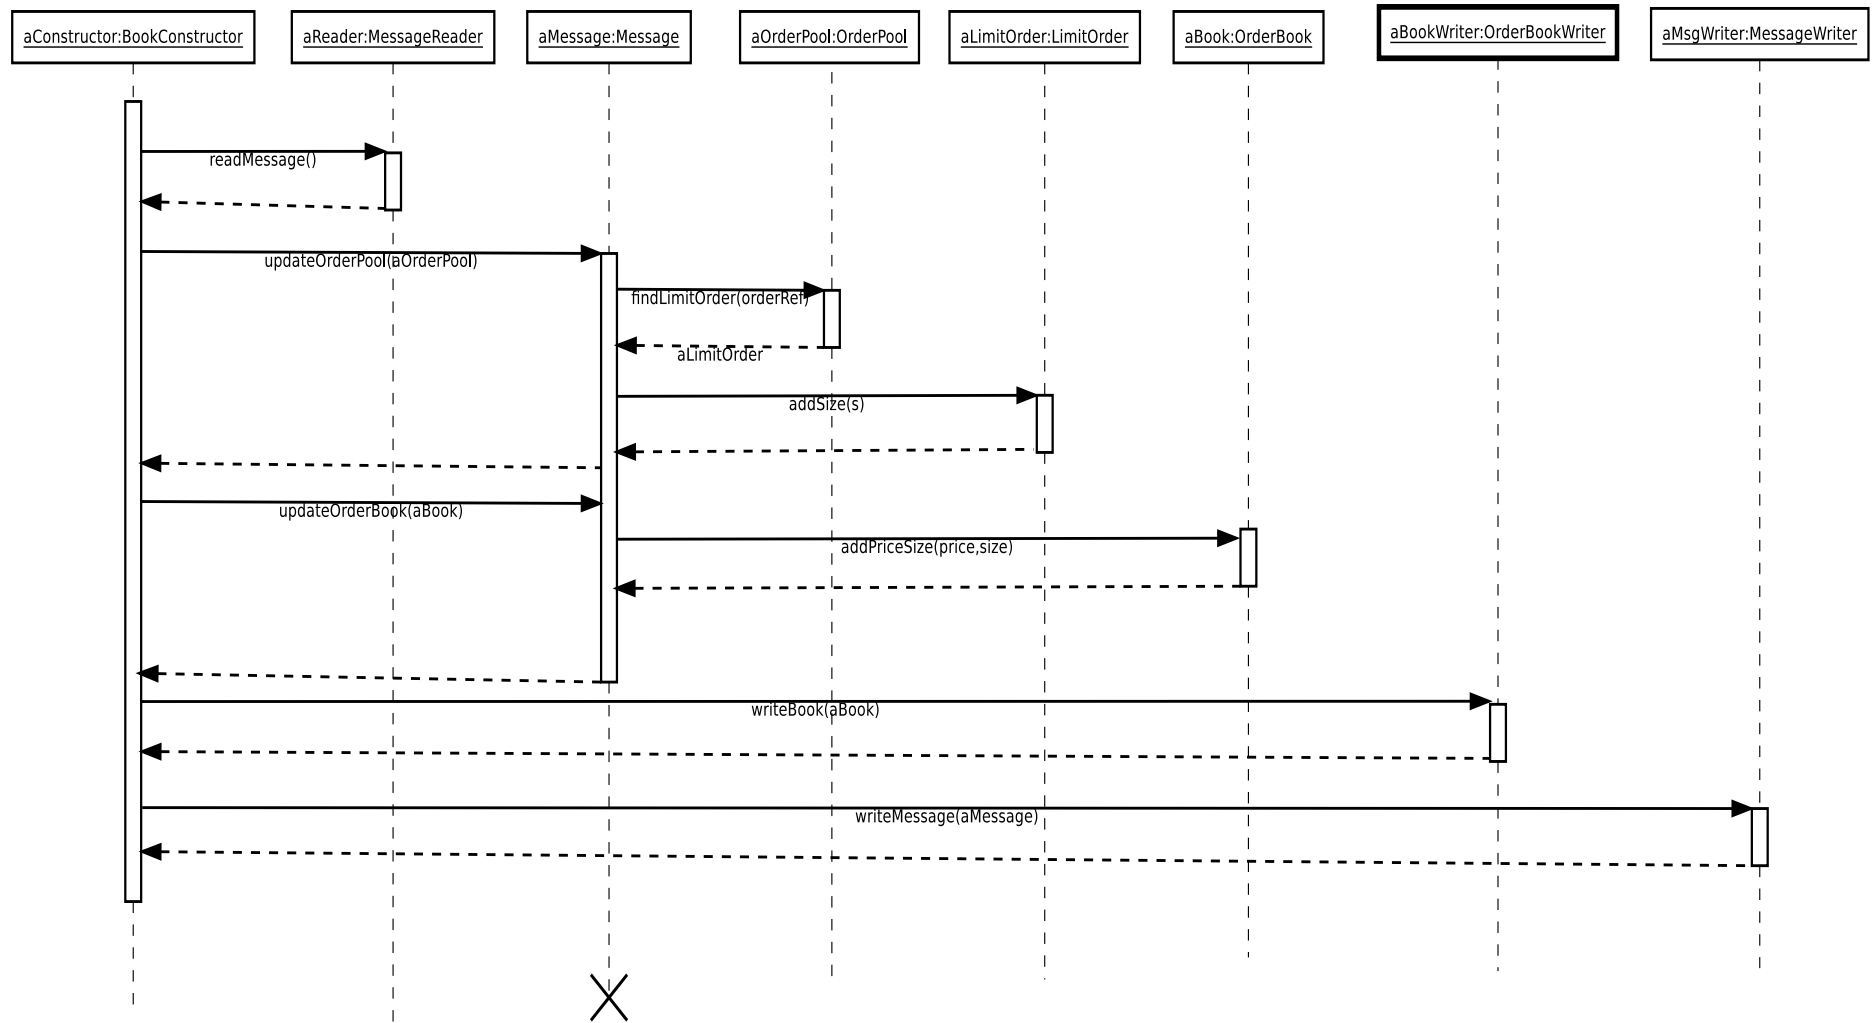 aConstructor:BookConstructor
aReader:MessageReader
aMessage:Message
aOrderPool:OrderPool
aLimitOrder:LimitOrder
aBook:OrderBook
aBookWriter:OrderBookWriter
aMsgWriter:MessageWriter
readMessage()
updateOrderPool(aOrderPool)
findLimitOrder(orderRef)
aLimitOrder
addSize(s)
updateOrderBook(aBook)
addPriceSize(price,size)
writeBook(aBook)
writeMessage(aMessage)